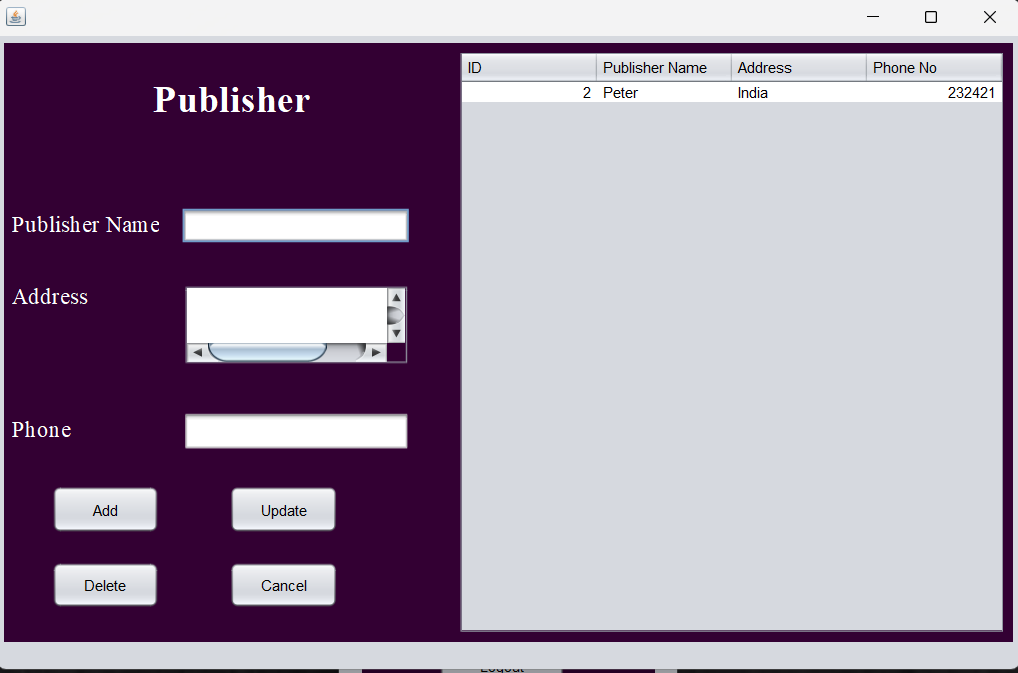 Publisher
Publisher Name
Address
Phone
Add
Update
Delete
Cancel
ID Publisher Name Address Phone No
2 Peter India 232421
Logout